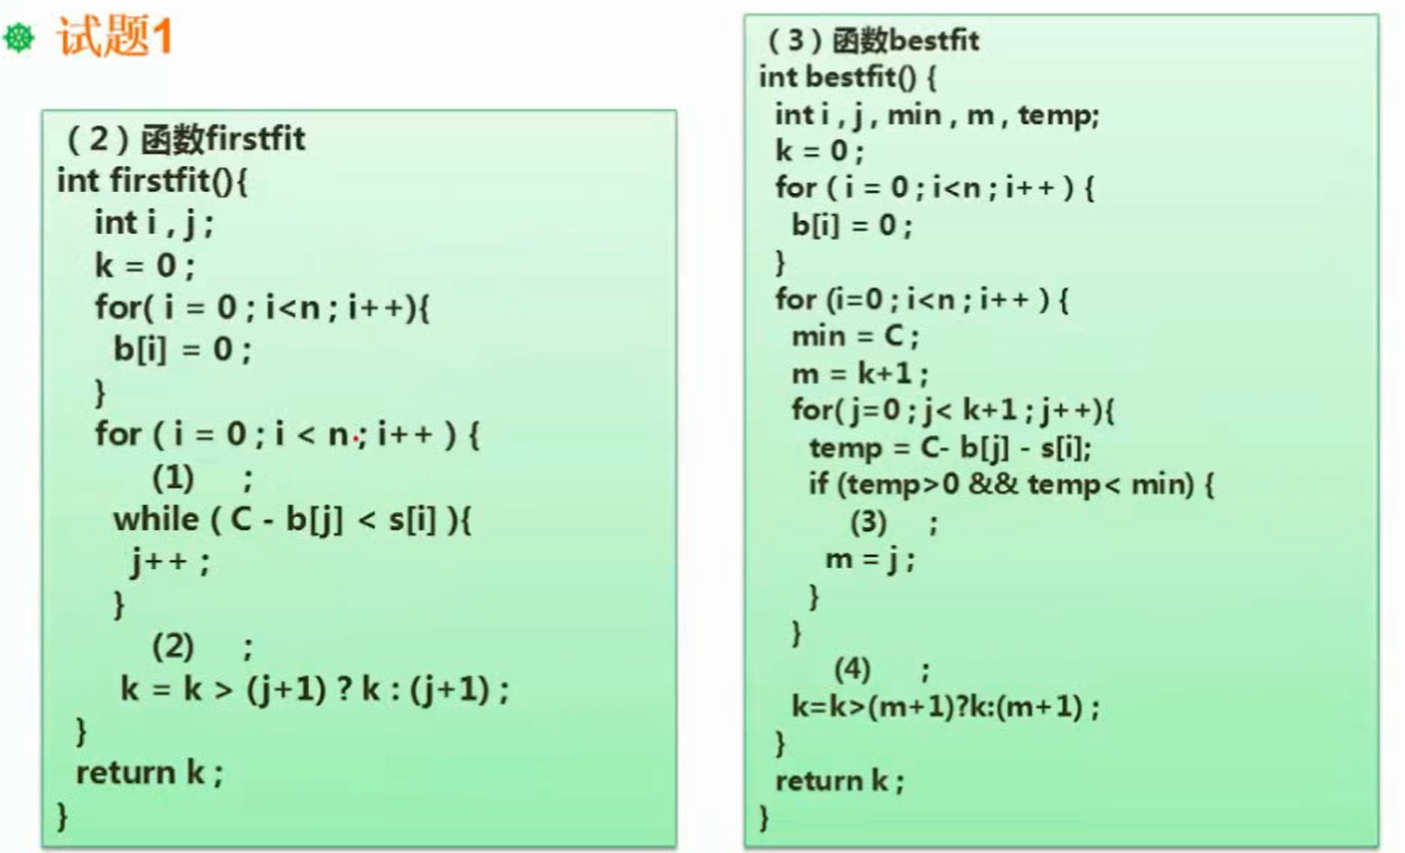 试题1
（2）函数firstfit
int firstfit(){
int i , j ;
k = 0 ;
for( i = 0 ; i<n ; i++){
b[i] = 0 ;
}
for ( i = 0 ; i < n ; i++ ) {
(1) ;
while ( C - b[j] < s[i] ){
j++ ;
}
(2) ;
k = k > (j+1) ? k : (j+1) ;
}
return k ;
}
（3）函数bestfit
int bestfit() {
int i , j , min , m , temp;
k = 0 ;
for ( i = 0 ; i<n ; i++ ) {
b[i] = 0 ;
}
for (i=0 ; i<n ; i++ ) {
min = C ;
m = k+1 ;
for( j=0 ; j< k+1 ; j++){
temp = C- b[j] - s[i];
if (temp>0 && temp< min) {
(3) ;
m = j ;
}
}
(4) ;
k=k>(m+1)?k:(m+1) ;
}
return k ;
}